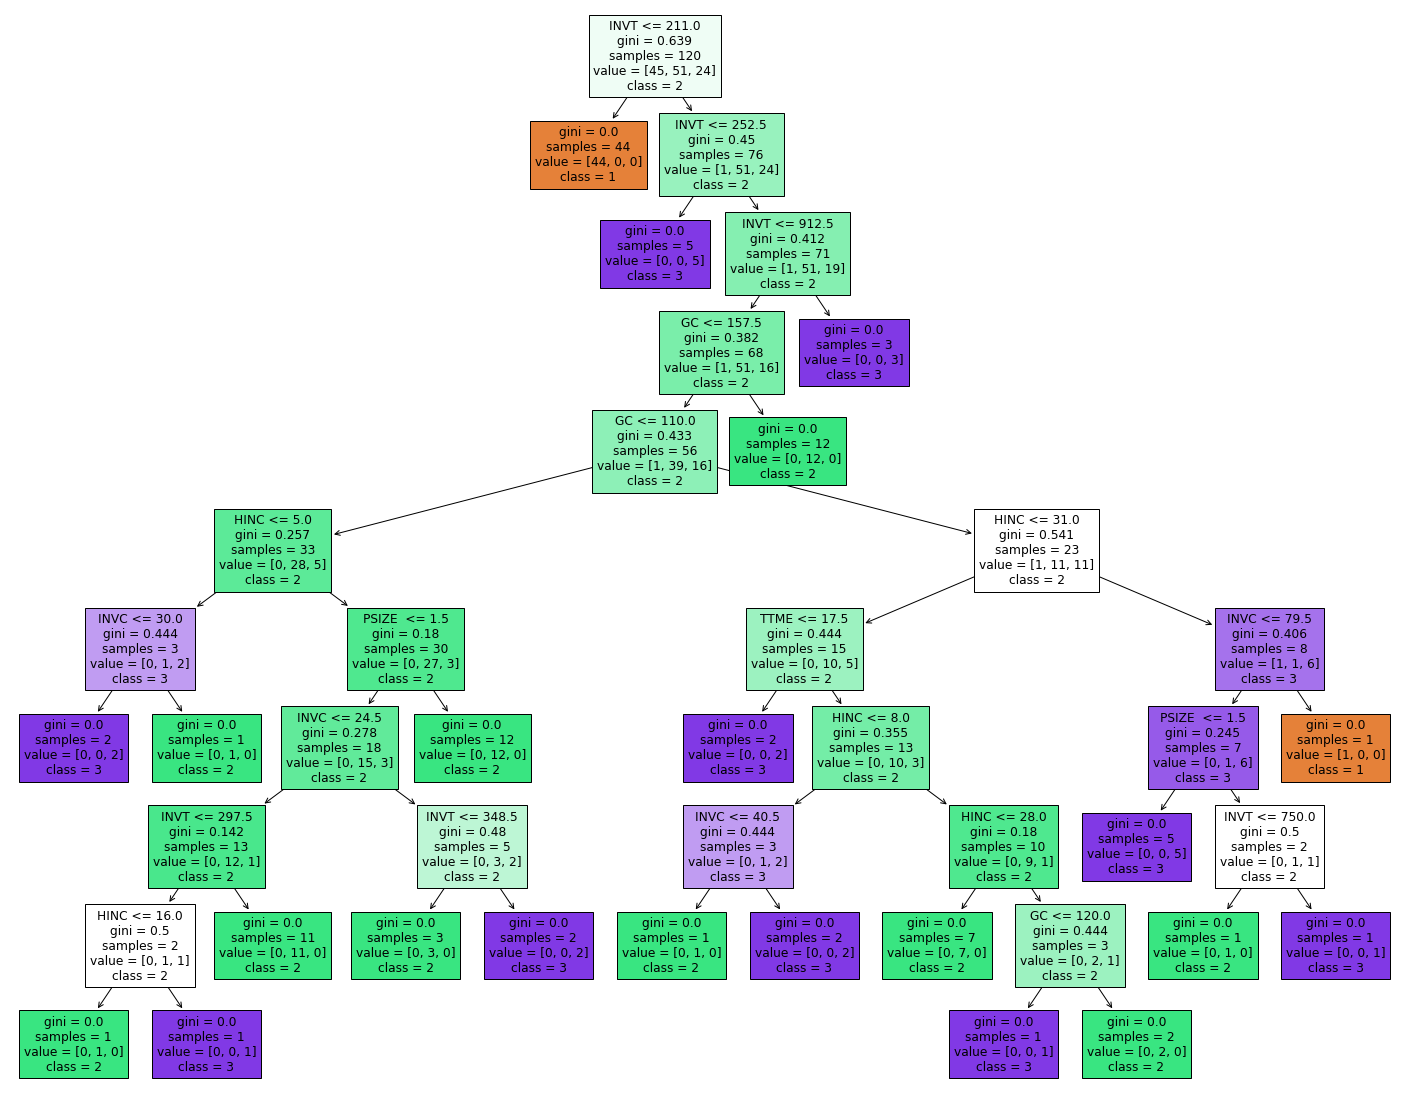 INVT <= 211.0
gini = 0.639
samples = 120
value = [45, 51, 24]
class = 2
gini = 0.0
samples = 44
value = [44, 0, 0]
class = 1
INVT <= 252.5
gini = 0.45
samples = 76
value = [1, 51, 24]
class = 2
gini = 0.0
samples = 5
value = [0, 0, 5]
class = 3
INVT <= 912.5
gini = 0.412
samples = 71
value = [1, 51, 19]
class = 2
GC <= 157.5
gini = 0.382
samples = 68
value = [1, 51, 16]
class = 2
gini = 0.0
samples = 3
value = [0, 0, 3]
class = 3
GC <= 110.0
gini = 0.433
samples = 56
value = [1, 39, 16]
class = 2
gini = 0.0
samples = 12
value = [0, 12, 0]
class = 2
HINC <= 5.0
gini = 0.257
samples = 33
value = [0, 28, 5]
class = 2
HINC <= 31.0
gini = 0.541
samples = 23
value = [1, 11, 11]
class = 2
INVC <= 30.0
gini = 0.444
samples = 3
value = [0, 1, 2]
class = 3
PSIZE  <= 1.5
gini = 0.18
samples = 30
value = [0, 27, 3]
class = 2
TTME <= 17.5
gini = 0.444
samples = 15
value = [0, 10, 5]
class = 2
INVC <= 79.5
gini = 0.406
samples = 8
value = [1, 1, 6]
class = 3
gini = 0.0
samples = 2
value = [0, 0, 2]
class = 3
gini = 0.0
samples = 1
value = [0, 1, 0]
class = 2
INVC <= 24.5
gini = 0.278
samples = 18
value = [0, 15, 3]
class = 2
gini = 0.0
samples = 12
value = [0, 12, 0]
class = 2
gini = 0.0
samples = 2
value = [0, 0, 2]
class = 3
HINC <= 8.0
gini = 0.355
samples = 13
value = [0, 10, 3]
class = 2
PSIZE  <= 1.5
gini = 0.245
samples = 7
value = [0, 1, 6]
class = 3
gini = 0.0
samples = 1
value = [1, 0, 0]
class = 1
INVT <= 297.5
gini = 0.142
samples = 13
value = [0, 12, 1]
class = 2
INVT <= 348.5
gini = 0.48
samples = 5
value = [0, 3, 2]
class = 2
INVC <= 40.5
gini = 0.444
samples = 3
value = [0, 1, 2]
class = 3
HINC <= 28.0
gini = 0.18
samples = 10
value = [0, 9, 1]
class = 2
gini = 0.0
samples = 5
value = [0, 0, 5]
class = 3
INVT <= 750.0
gini = 0.5
samples = 2
value = [0, 1, 1]
class = 2
HINC <= 16.0
gini = 0.5
samples = 2
value = [0, 1, 1]
class = 2
gini = 0.0
samples = 11
value = [0, 11, 0]
class = 2
gini = 0.0
samples = 3
value = [0, 3, 0]
class = 2
gini = 0.0
samples = 2
value = [0, 0, 2]
class = 3
gini = 0.0
samples = 1
value = [0, 1, 0]
class = 2
gini = 0.0
samples = 2
value = [0, 0, 2]
class = 3
gini = 0.0
samples = 7
value = [0, 7, 0]
class = 2
GC <= 120.0
gini = 0.444
samples = 3
value = [0, 2, 1]
class = 2
gini = 0.0
samples = 1
value = [0, 1, 0]
class = 2
gini = 0.0
samples = 1
value = [0, 0, 1]
class = 3
gini = 0.0
samples = 1
value = [0, 1, 0]
class = 2
gini = 0.0
samples = 1
value = [0, 0, 1]
class = 3
gini = 0.0
samples = 1
value = [0, 0, 1]
class = 3
gini = 0.0
samples = 2
value = [0, 2, 0]
class = 2